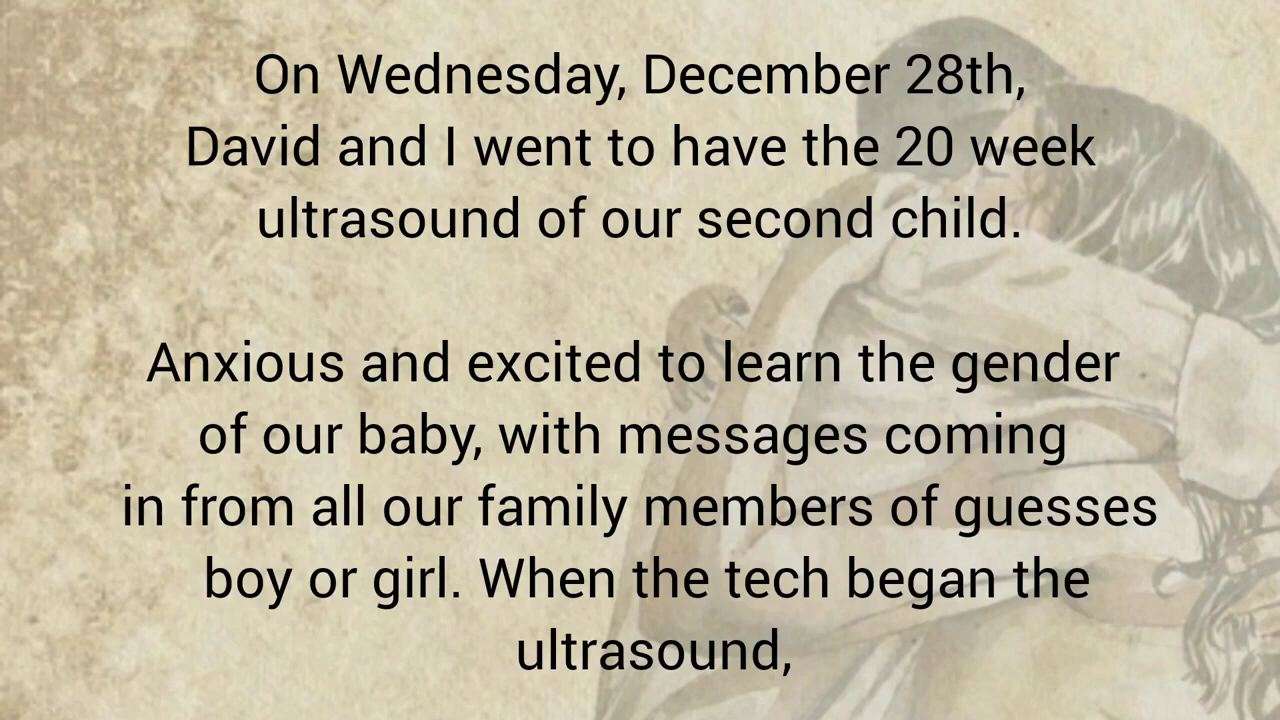 On Wednesday, December 28th,
David and I went to have the 20 week
ultrasound of our second child.
Anxious and excited to learn the gender
of our baby, with messages coming
in from all our family members of guesses
boy or girl. When the tech began the
ultrasound,